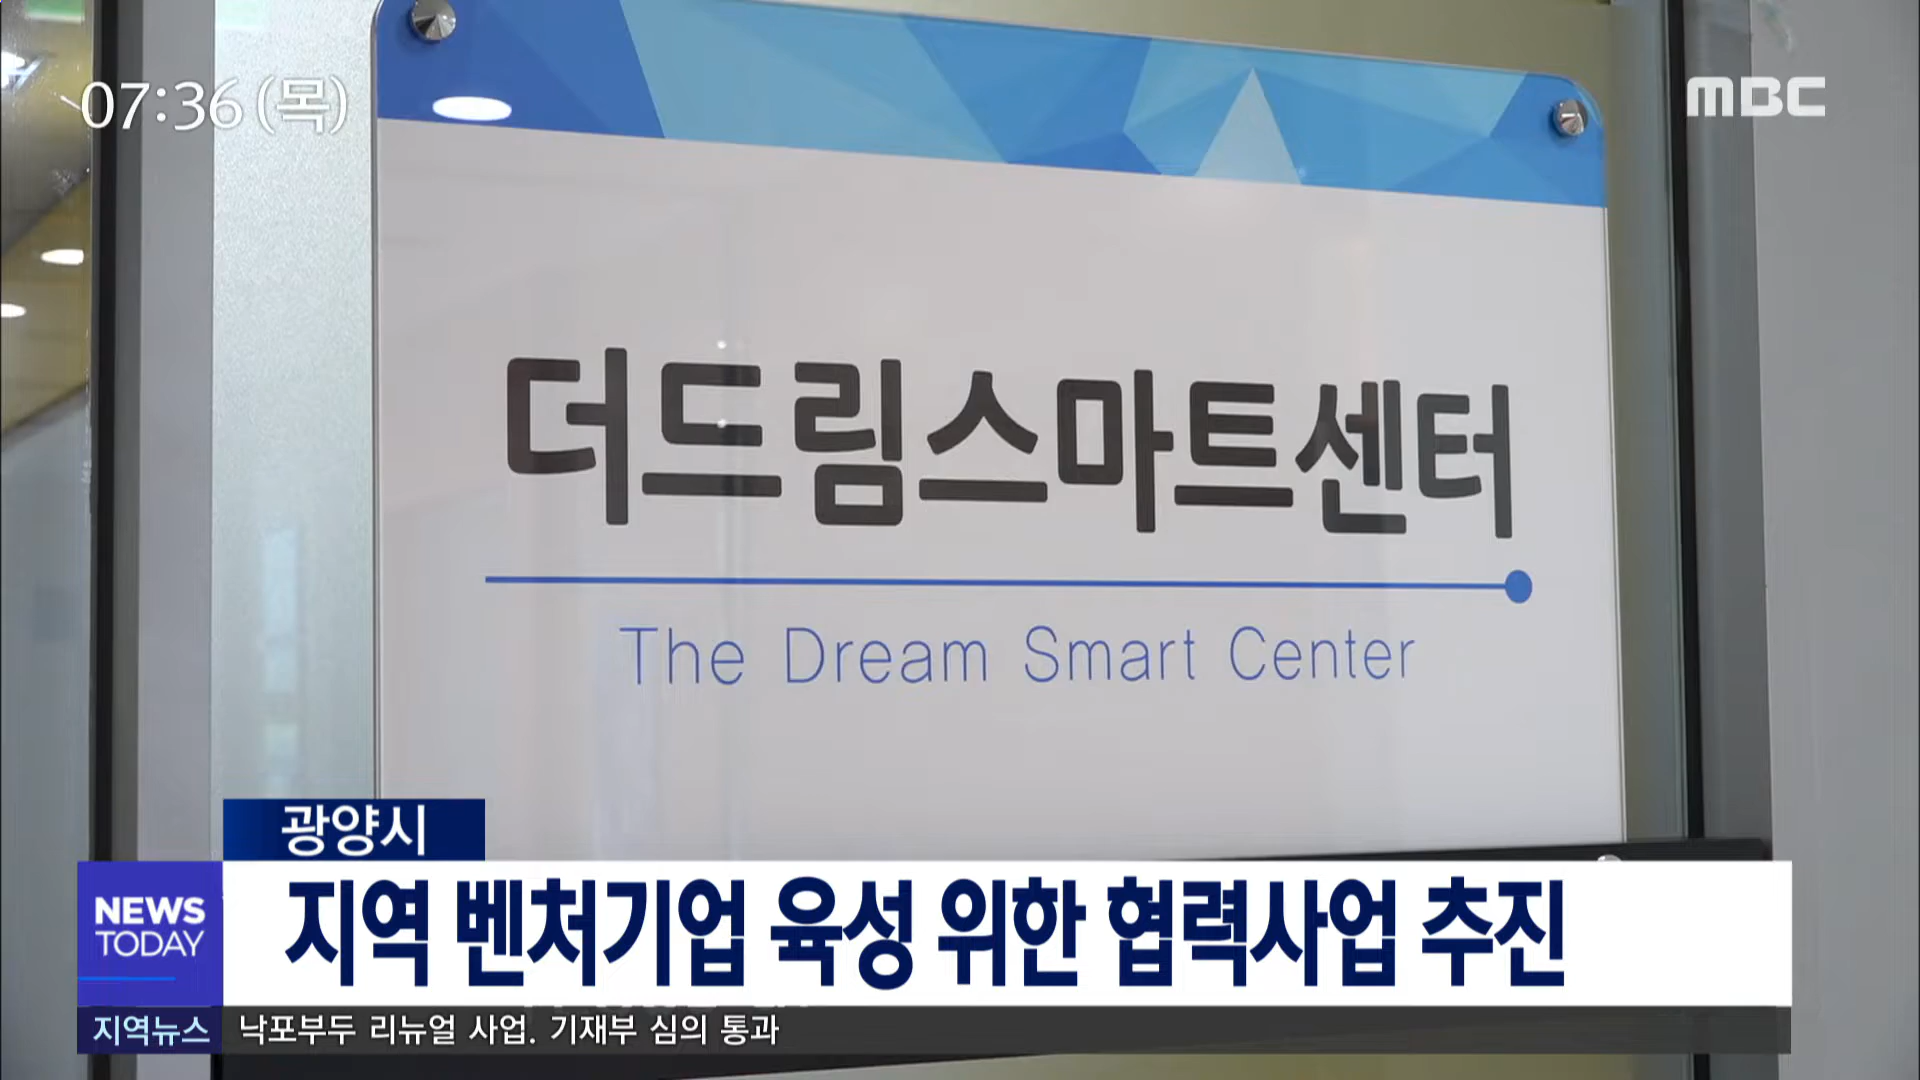 07:36 (목)
MBC
더드림스마트센터
The Dream Smart Center
광양시
NEWS
TODAY
지역 벤처기업 육성 위한 협력사업 추진
지역뉴스
낙포부두 리뉴얼 사업. 기재부 심의 통과